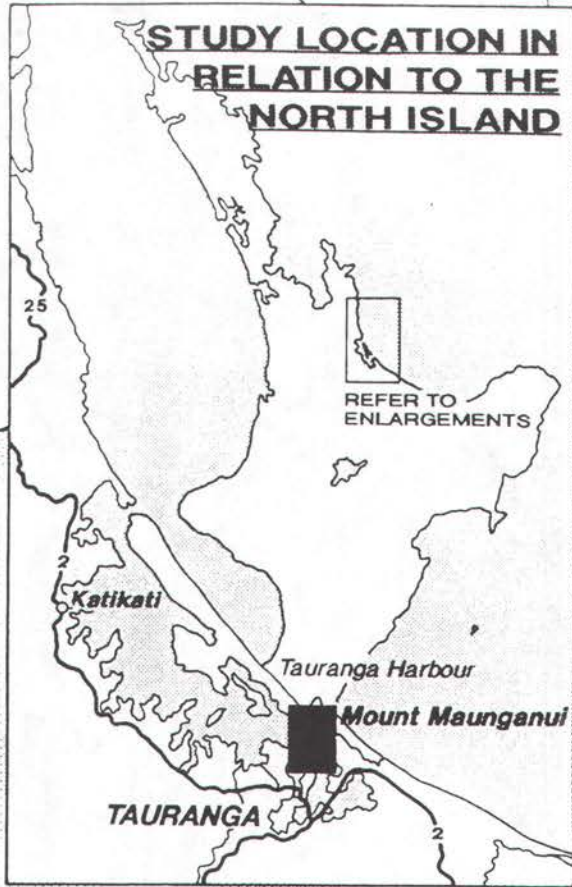 STUDY LOCATION IN
RELATION TO THE
NORTH ISLAND
25
REFER TO
ENLARGEMENTS
2
Katikati
Tauranga Harbour
Mount Maunganui
TAURANGA
2